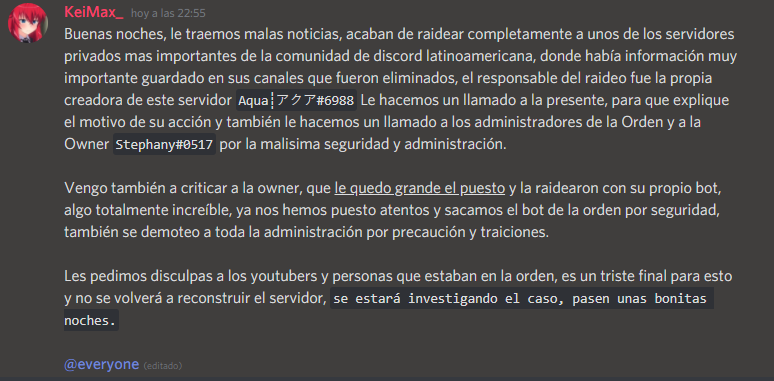 KeiMax_ hoy a las 22:55
Buenas noches, le traemos malas noticias, acaban de raidear completamente a unos de los servidores
privados mas importantes de la comunidad de discord latinoamericana, donde había información muy
importante guardado en sus canales que fueron eliminados, el responsable del raideo fue la propia
creadora de este servidor Aqua┊アクア#6988 Le hacemos un llamado a la presente, para que explique
el motivo de su acción y también le hacemos un llamado a los administradores de la Orden y a la
Owner Stephany#0517 por la malisima seguridad y administración.
Vengo también a criticar a la owner, que le quedo grande el puesto y la raidearon con su propio bot,
algo totalmente increíble, ya nos hemos puesto atentos y sacamos el bot de la orden por seguridad,
también se demoteo a toda la administración por precaución y traiciones.
Les pedimos disculpas a los youtubers y personas que estaban en la orden, es un triste final para esto
y no se volverá a reconstruir el servidor, se estará investigando el caso, pasen unas bonitas
noches.
@everyone (editado)